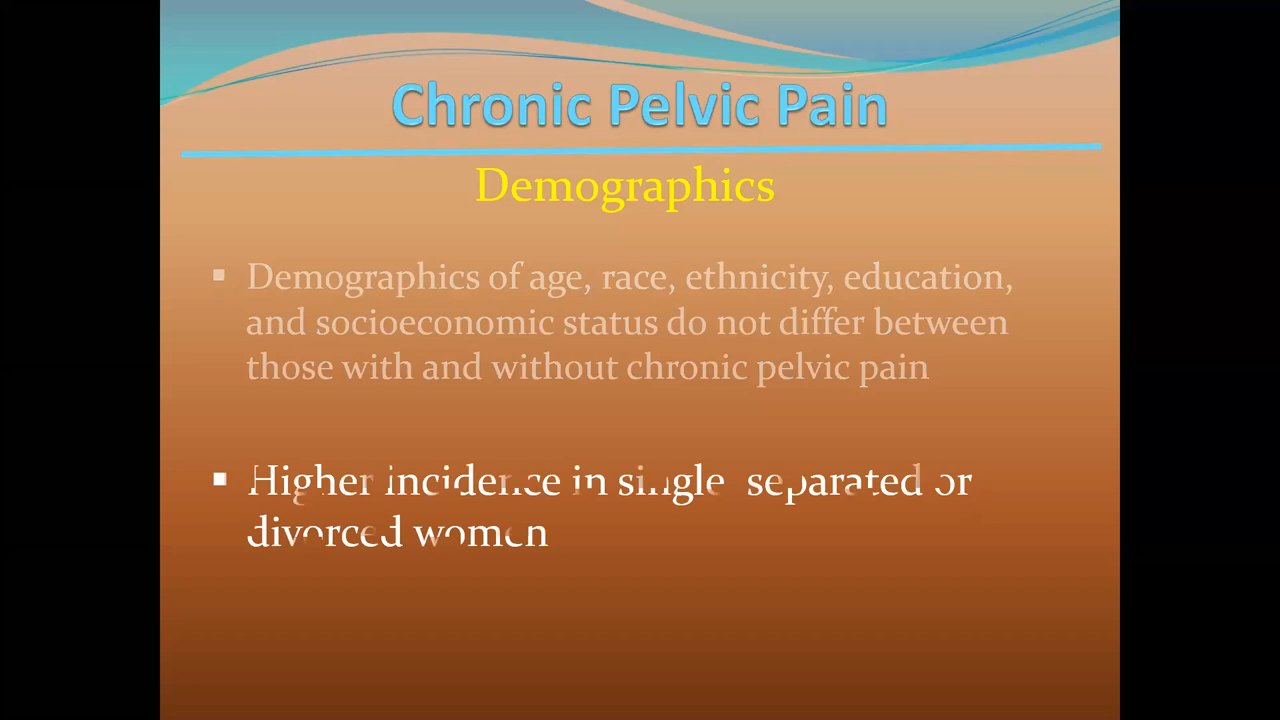 Chronic Pelvic Pain
Demographics
▪ Demographics of age, race, ethnicity, education,
and socioeconomic status do not differ between
those with and without chronic pelvic pain
▪ Higher incidence in single separated or
divorced women